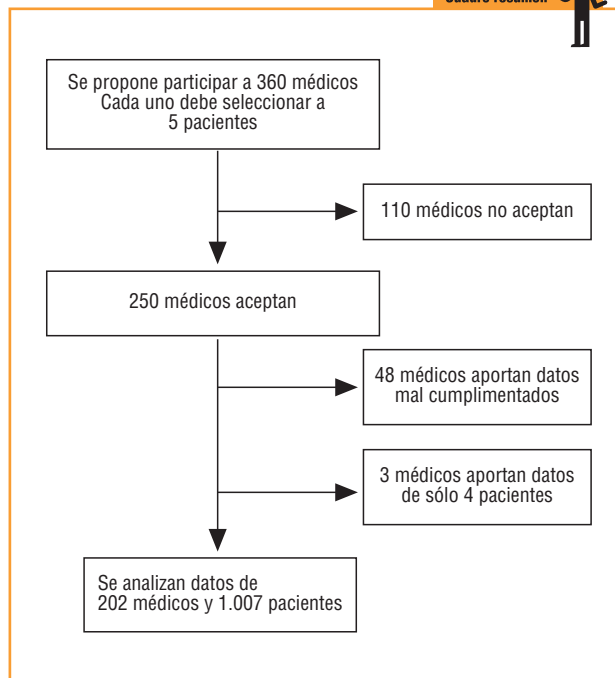 Cuadro resumen
Se propone participar a 360 médicos
Cada uno debe seleccionar a
5 pacientes
110 médicos no aceptan
250 médicos aceptan
48 médicos aportan datos
mal cumplimentados
3 médicos aportan datos
de sólo 4 pacientes
Se analizan datos de
202 médicos y 1.007 pacientes